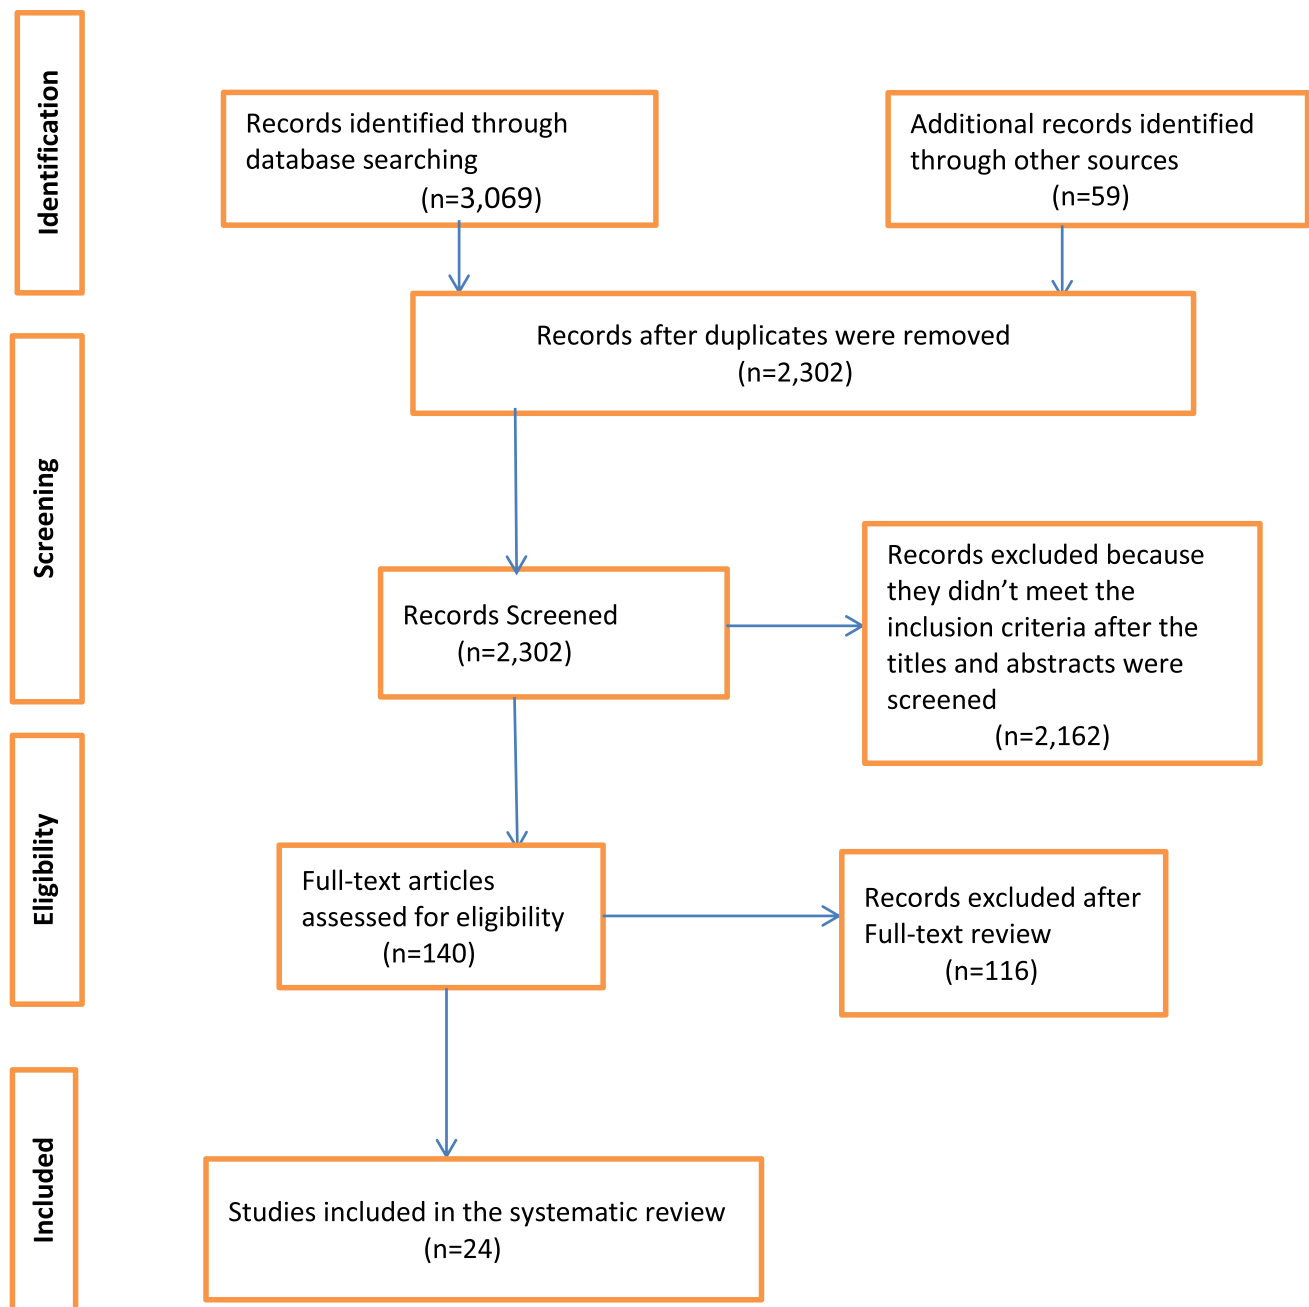 Identification
Records identified through
database searching
(n=3,069)
Additional records identified
through other sources
(n=59)
Records after duplicates were removed
(n=2,302)
Screening
Records Screened
(n=2,302)
Records excluded because
they didn’t meet the
inclusion criteria after the
titles and abstracts were
screened
(n=2,162)
Eligibility
Full-text articles
assessed for eligibility
(n=140)
Records excluded after
Full-text review
(n=116)
Included
Studies included in the systematic review
(n=24)